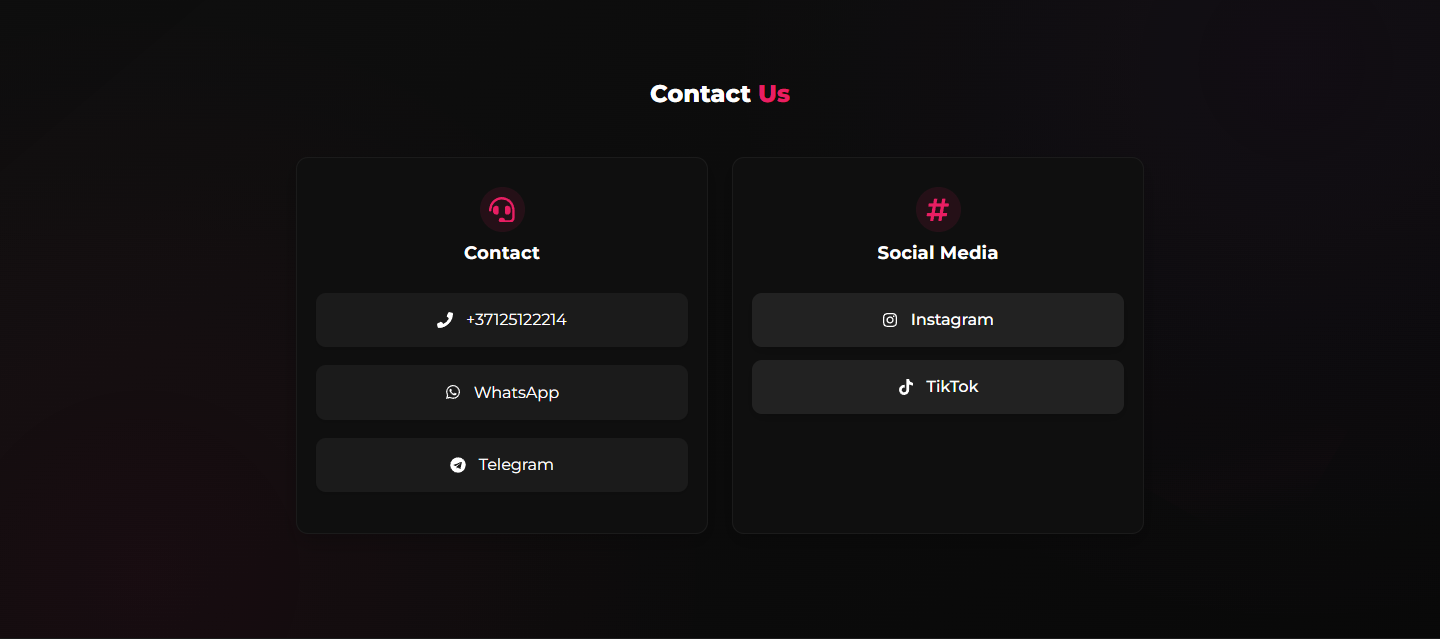 Contact Us
Contact
+37125122214
WhatsApp
Telegram
Social Media
Instagram
TikTok